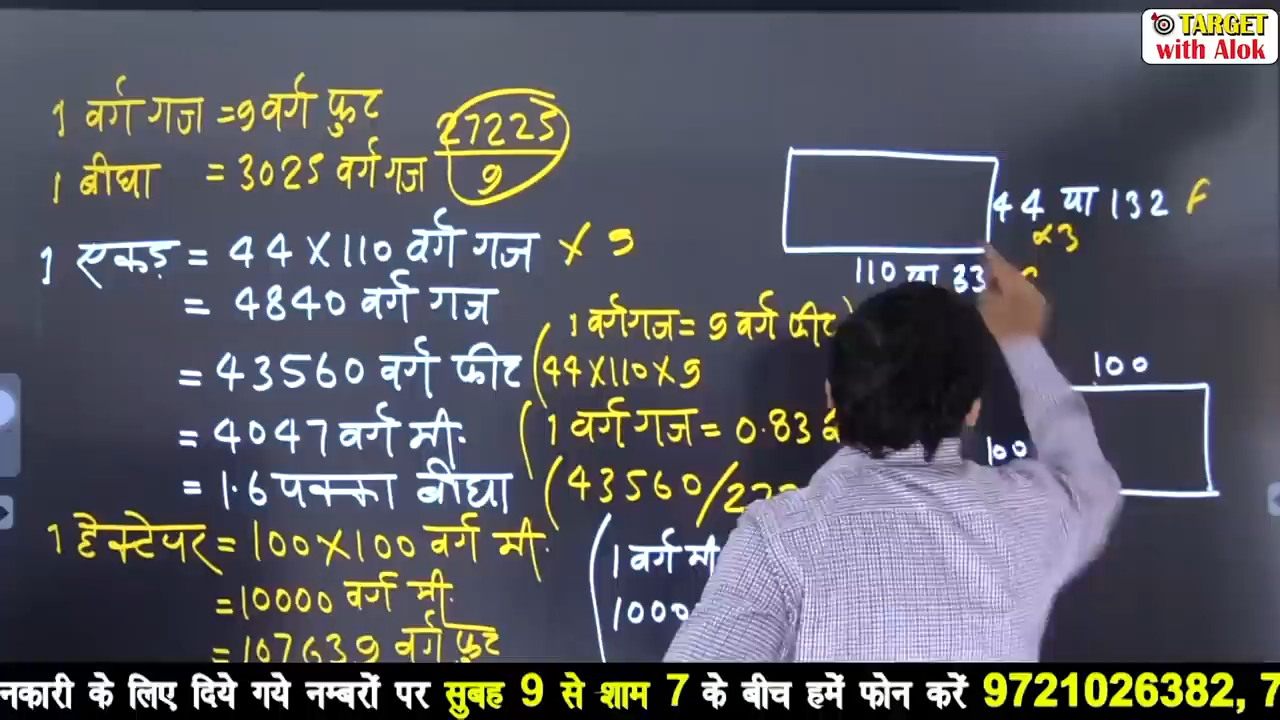 TARGET
with Alok
1 वर्ग गज = 9 वर्ग फुट
1 बीघा = 3025 वर्ग गज
27225
9
1 एकड़ = 44 X 110 वर्ग गज X 9
= 4840 वर्ग गज
= 43560 वर्ग फीट
= 4047 वर्ग मी.
= 1.6 पक्का बीघा
(1 वर्ग गज = 9 वर्ग फीट)
(44 X 110 X 9
(1 वर्ग गज = 0.83
(43560/
1 हेक्टेयर = 100 X 100 वर्ग मी.
= 10000 वर्ग मी.
= 107639 वर्ग फुट
(1 वर्ग मी
1000
44 या 132 F
X3
110 या 33
100
100
नकारी के लिए दिये गये नम्बरों पर सुबह 9 से शाम 7 के बीच हमें फोन करें 9721026382, 7